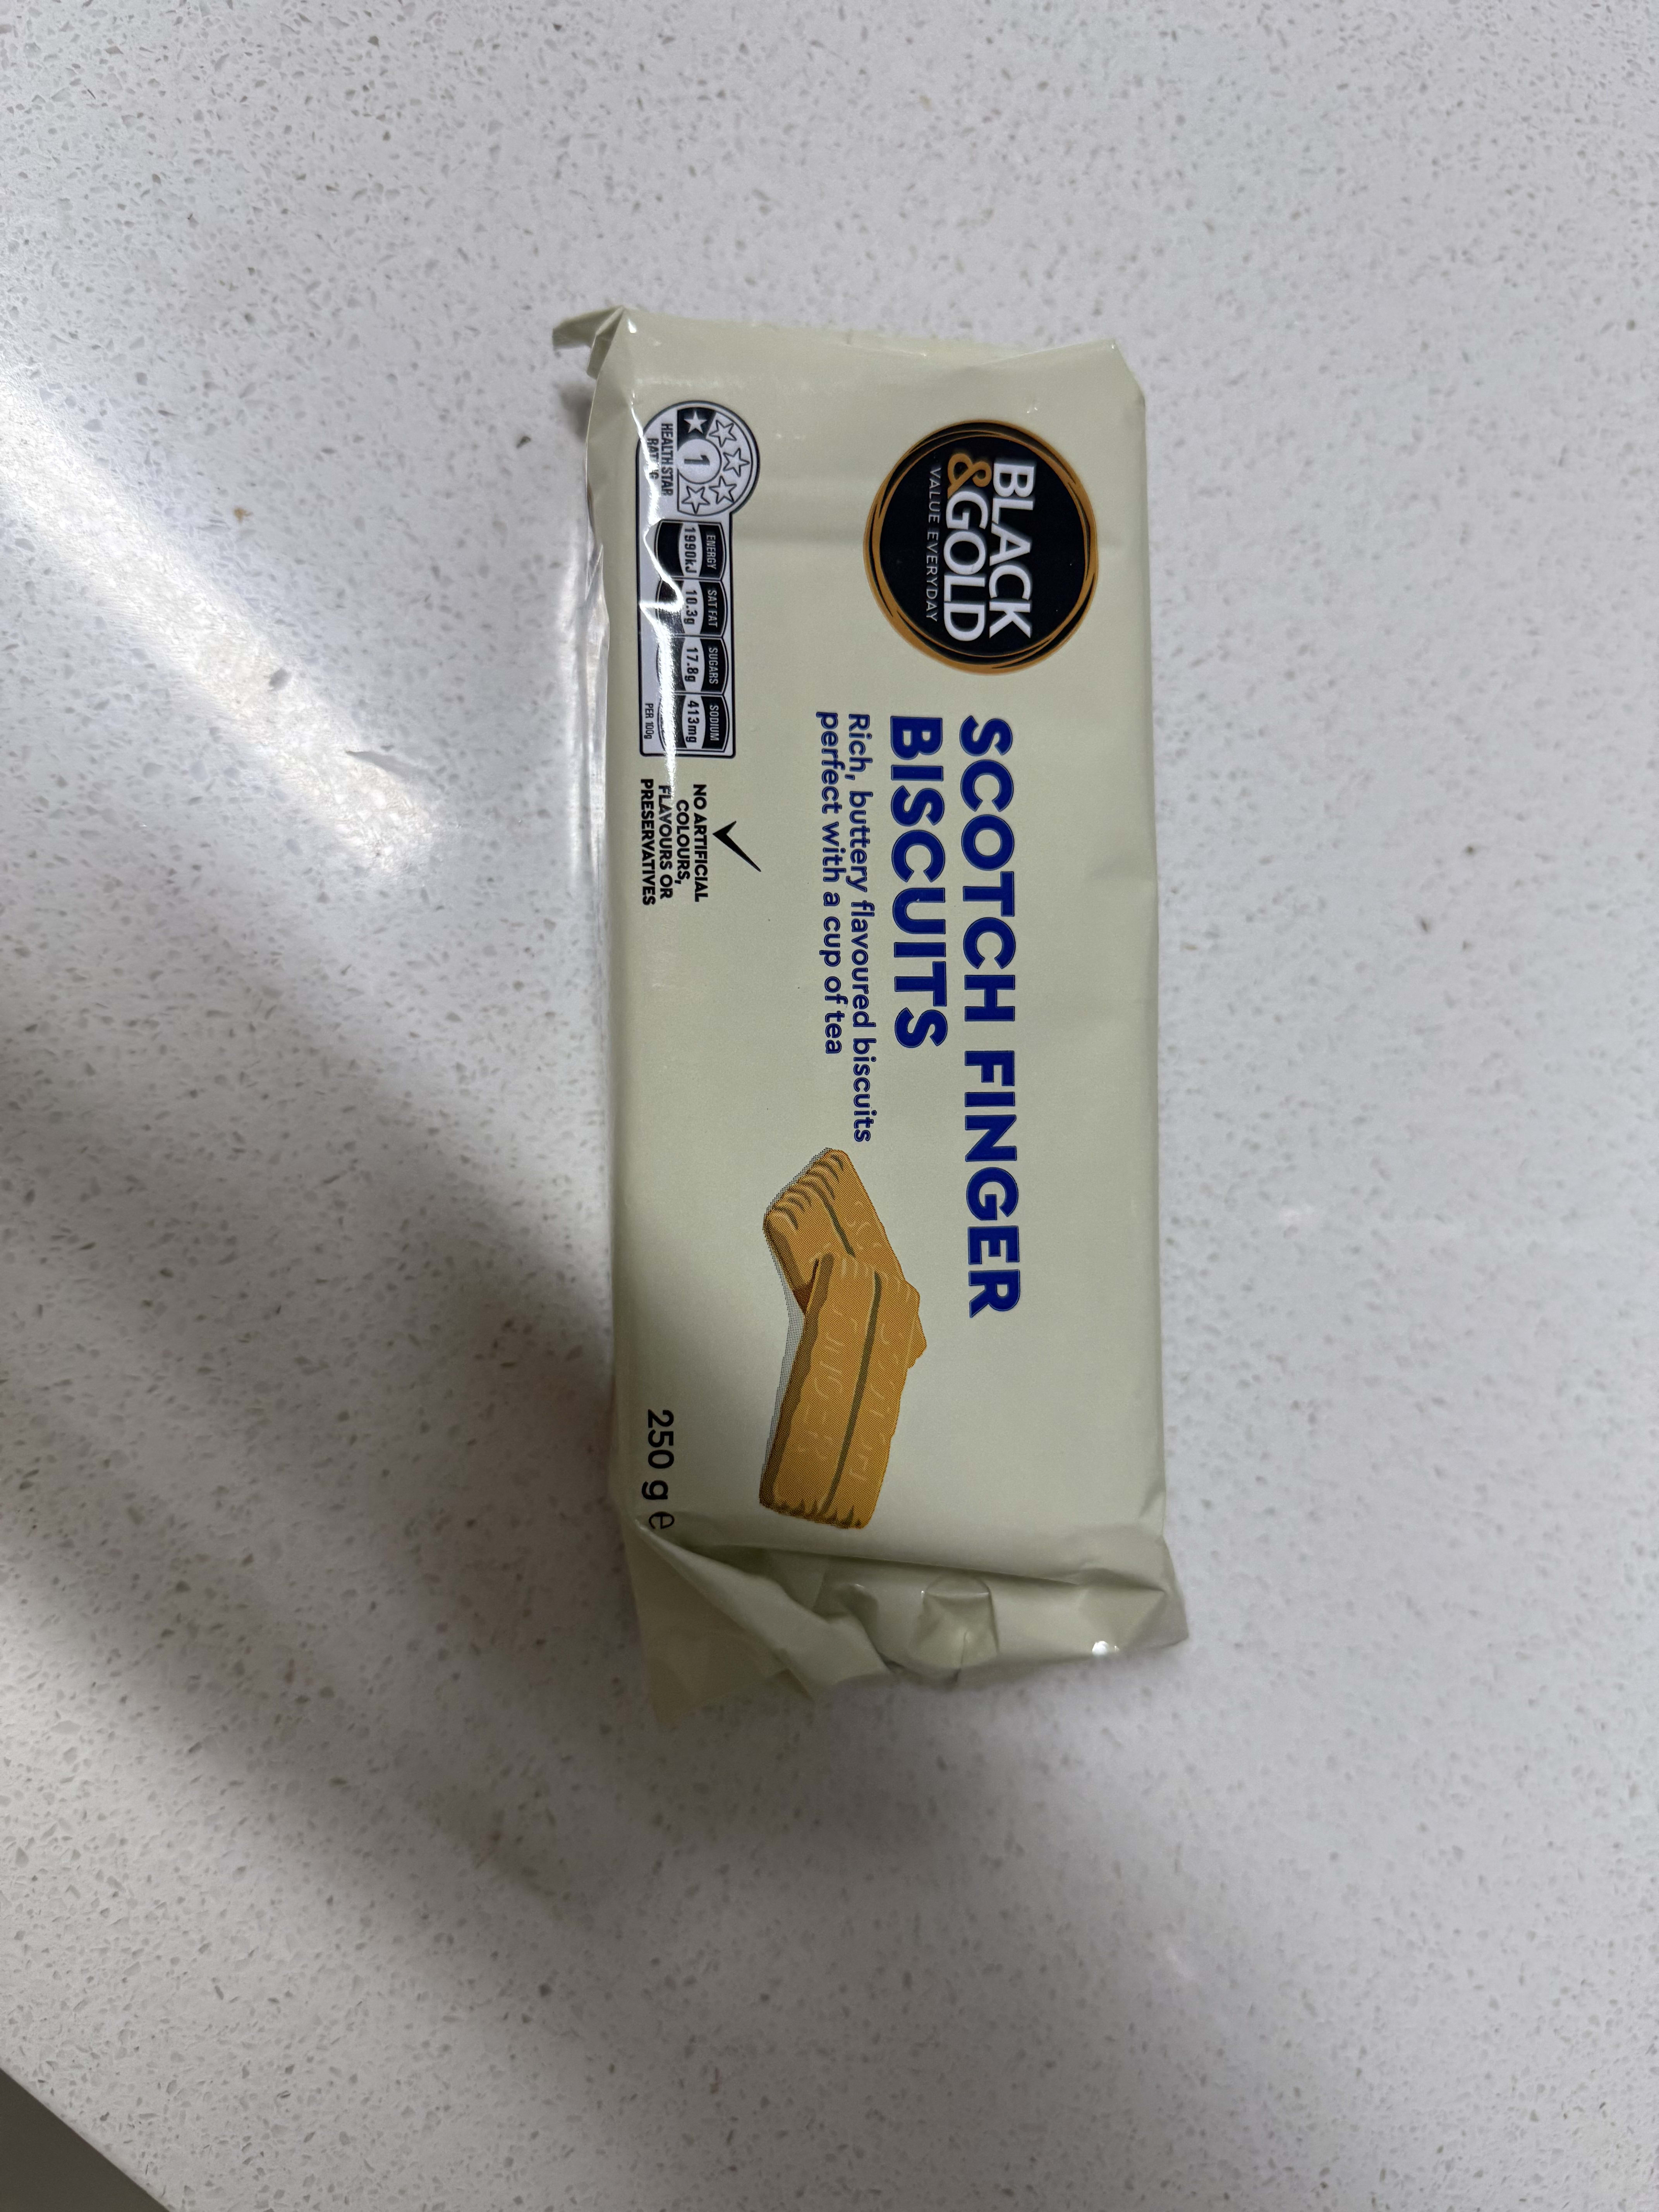 BLACK
&GOLD
VALUE EVERYDAY
SCOTCH FINGER
BISCUITS
Rich, buttery flavoured biscuits
perfect with a cup of tea
1
HEALTH STAR
RATING
ENERGY SAT FAT SUGARS SODIUM
1990kJ 10.3g 17.8g 413mg
PER 100g
NO ARTIFICIAL
COLOURS,
FLAVOURS OR
PRESERVATIVES
250 g e